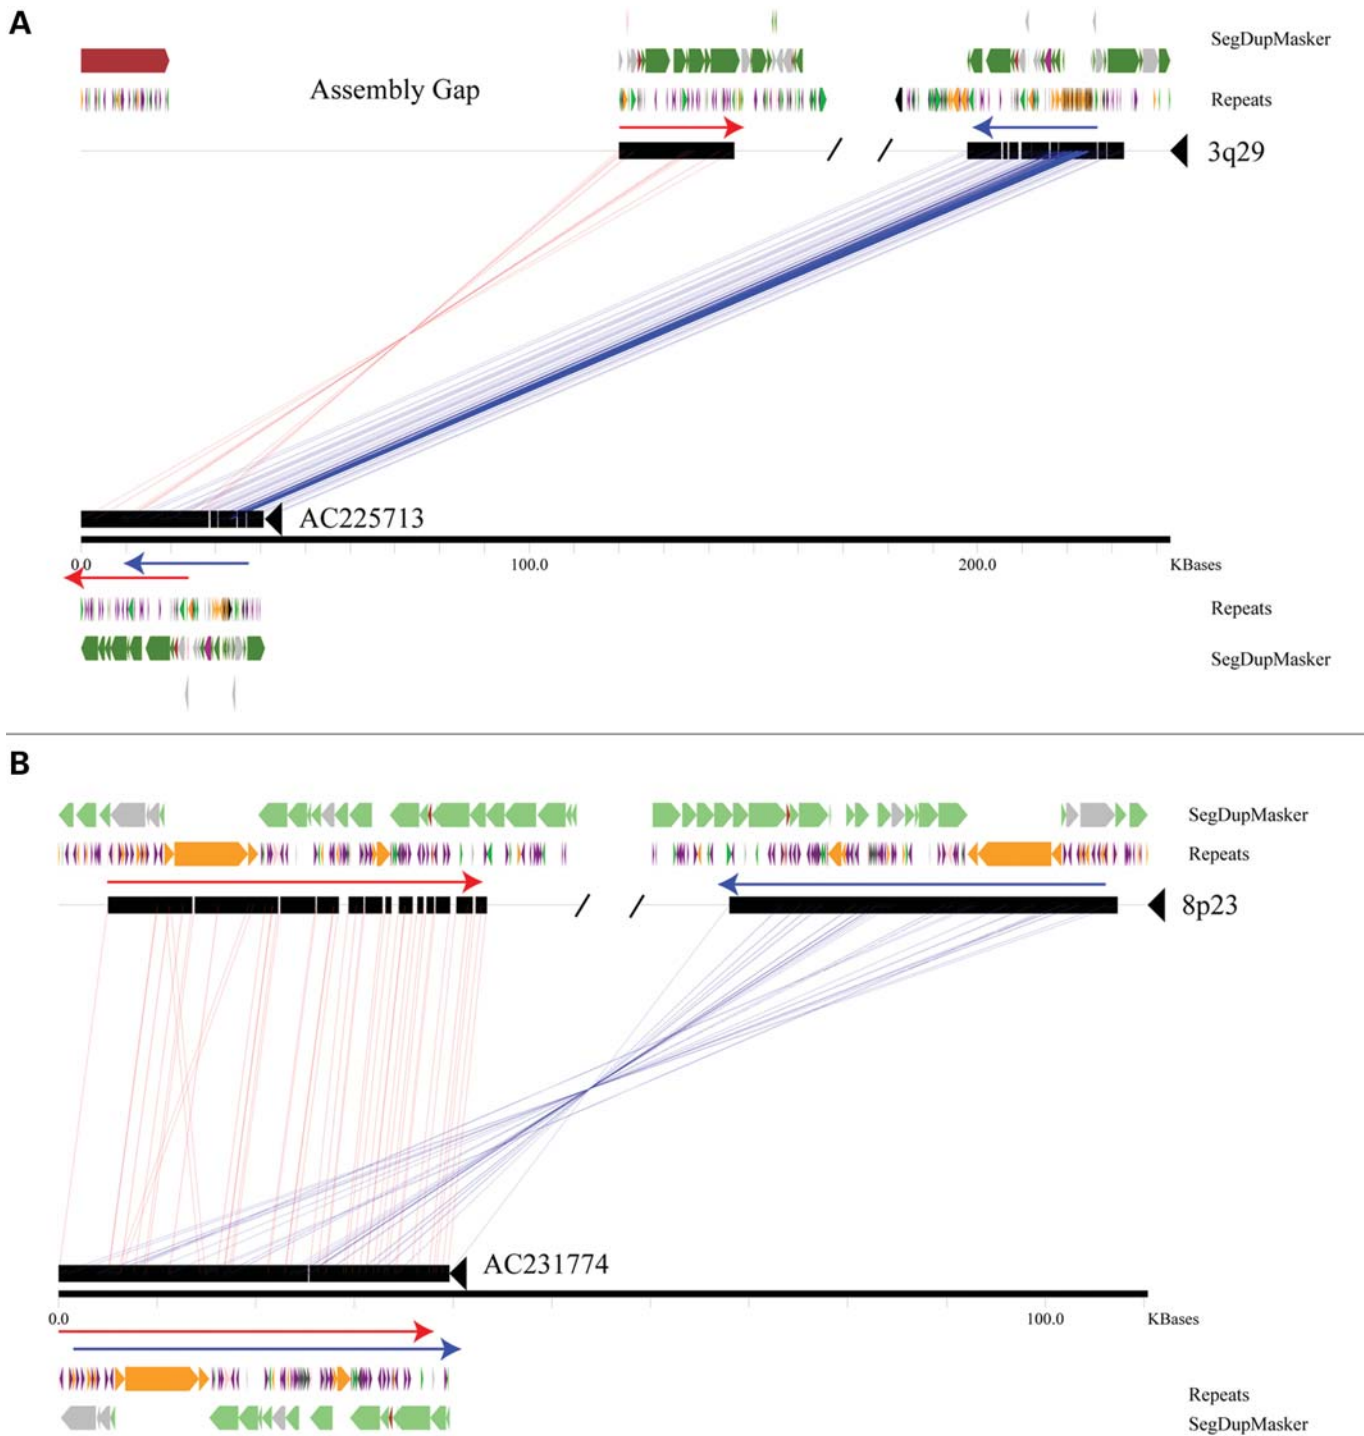 A
SegDupMasker
Assembly Gap
Repeats
3q29
AC225713
0.0 100.0 200.0 KBases
Repeats
SegDupMasker
B
SegDupMasker
Repeats
8p23
AC231774
0.0 100.0 KBases
Repeats
SegDupMasker